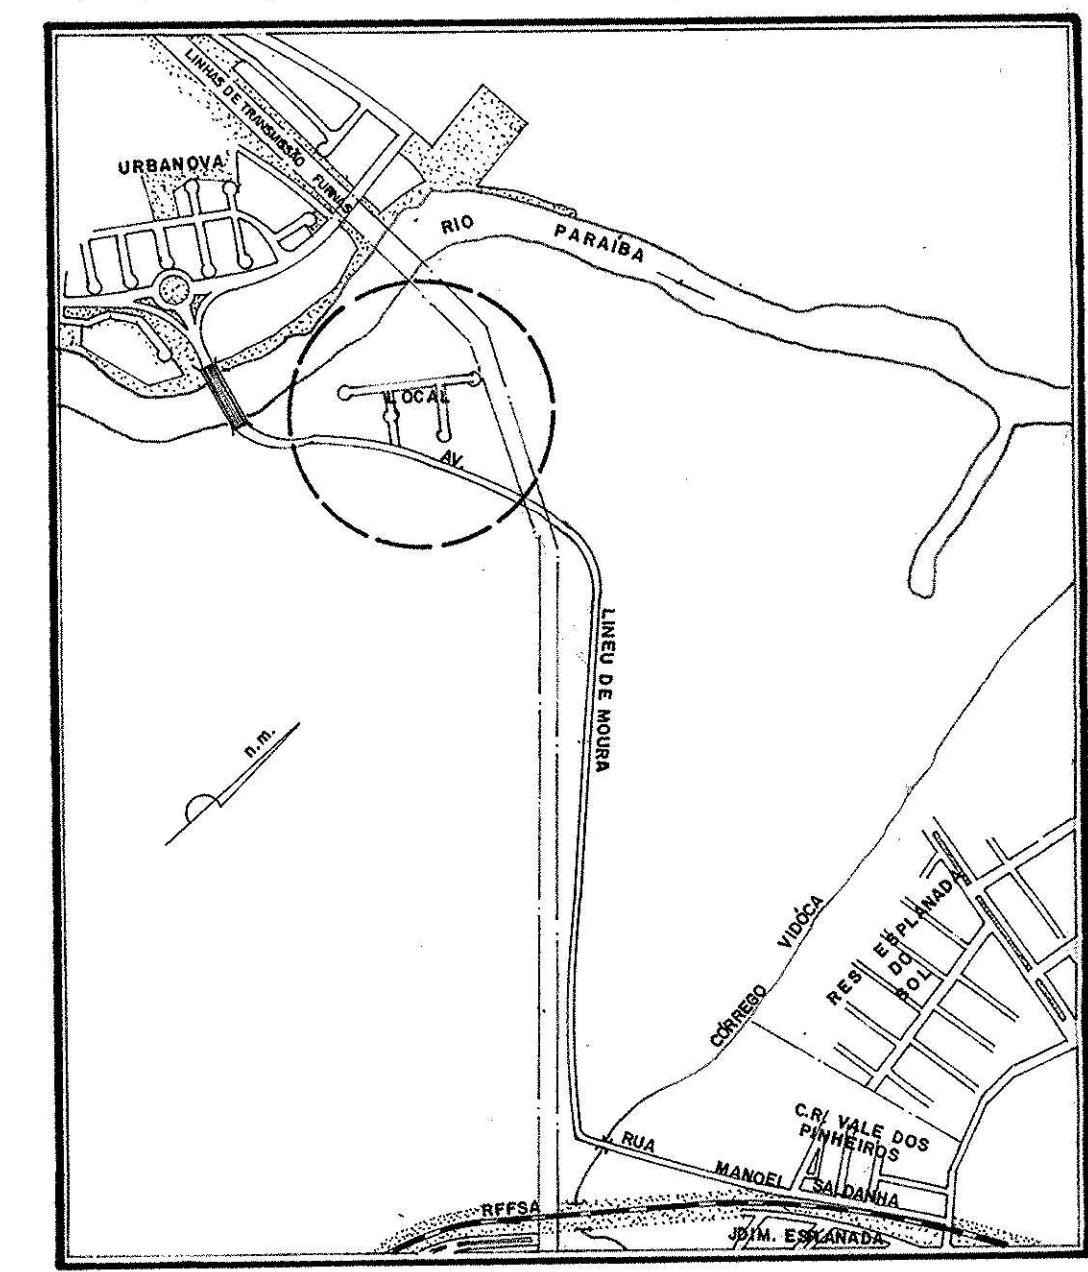 LINHAS DE TRANSMISSÃO FURNAS
URBANOVA
RIO PARAÍBA
LOCAL
AV. LINEU DE MOURA
n.m.
CÓRREGO VIDÓCA
RES. ESPLANADA
DO
SOL
C.R. VALE DOS
PINHEIROS
RUA MANOEL SALDANHA
RFFSA
JDIM. ESPLANADA